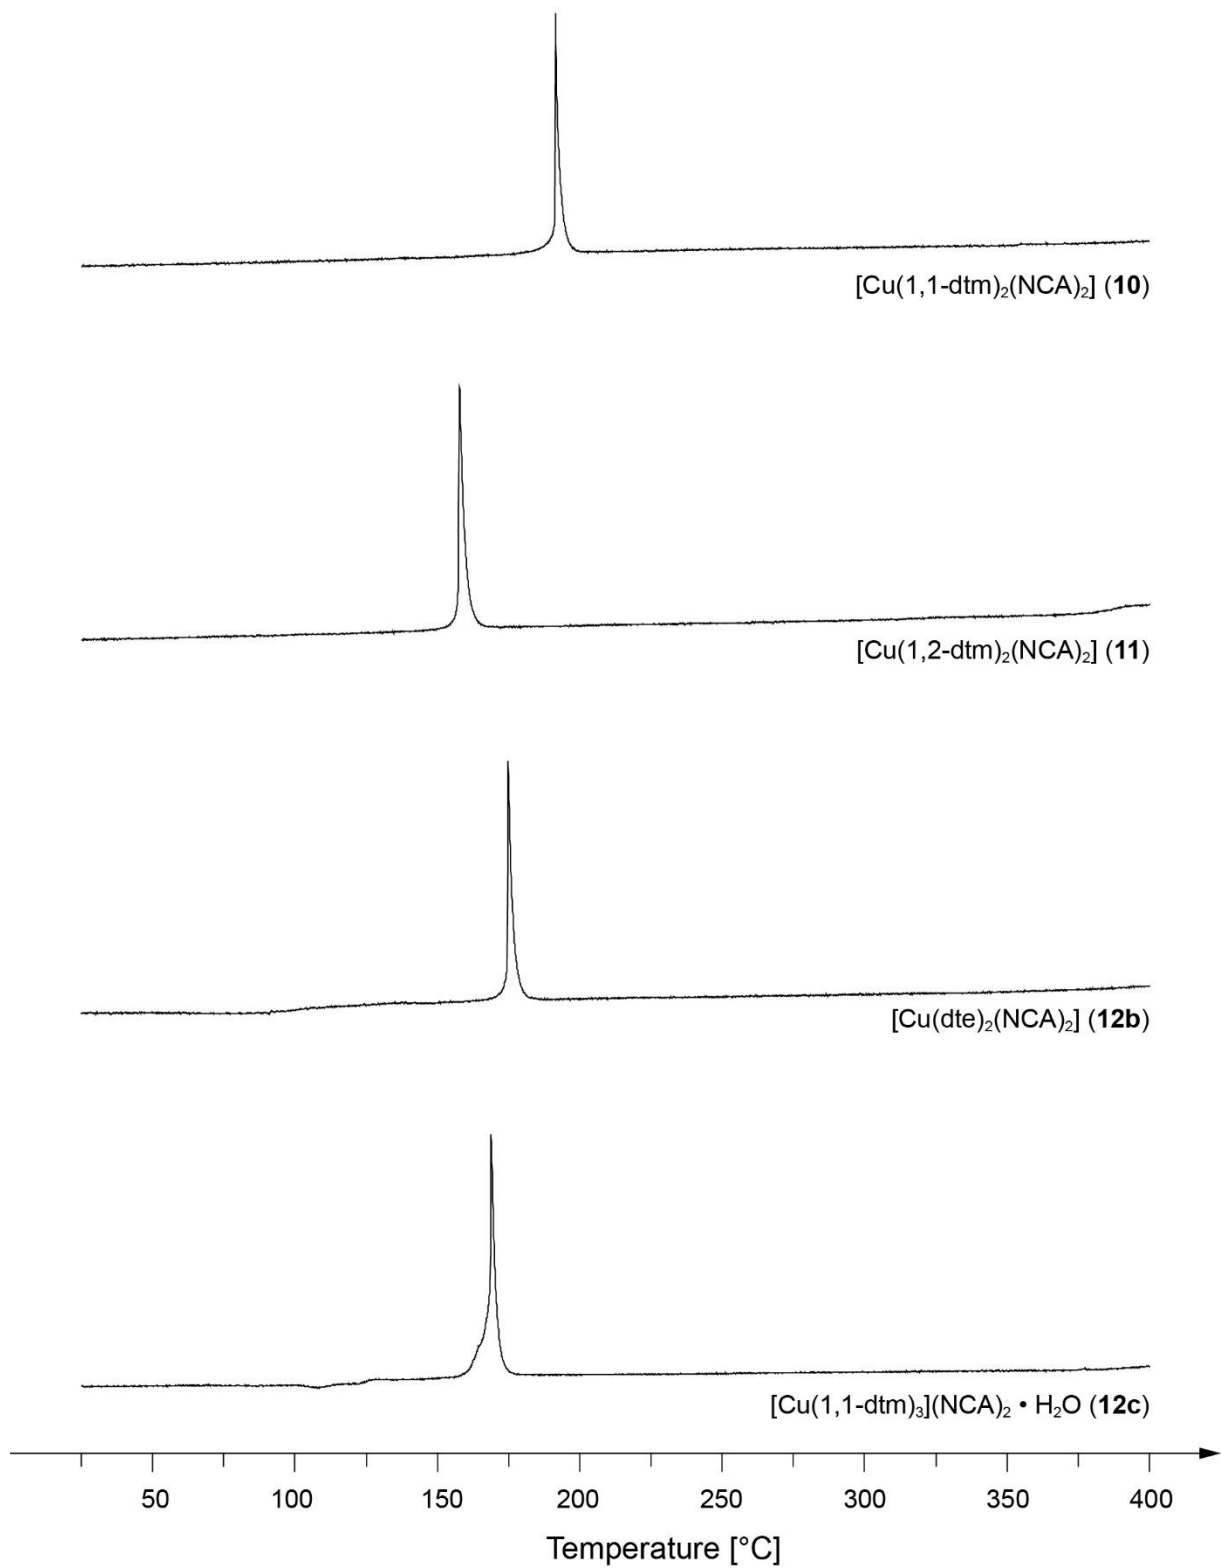 [Cu(1,1-dtm)₂(NCA)₂] (10)
[Cu(1,2-dtm)₂(NCA)₂] (11)
[Cu(dte)₂(NCA)₂] (12b)
[Cu(1,1-dtm)₃](NCA)₂ • H₂O (12c)
50 100 150 200 250 300 350 400
Temperature [°C]